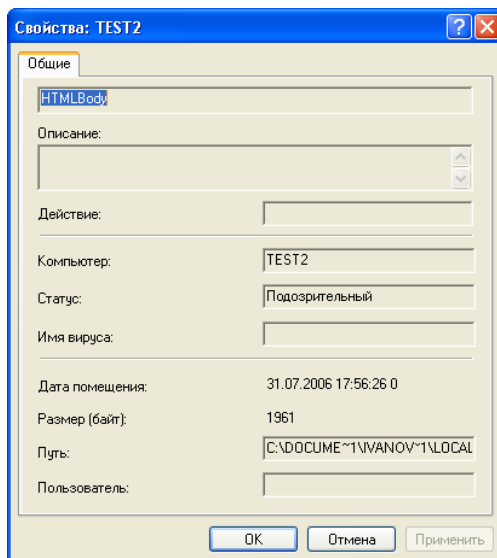 Свойства: TEST2
Общие
HTMLBody
Описание:
Действие:
Компьютер: TEST2
Статус: Подозрительный
Имя вируса:
Дата помещения: 31.07.2006 17:56:26 0
Размер (байт): 1961
Путь: C:\DOCUME~1\IVANOV~1\LOCAL
Пользователь:
OK Отмена Применить